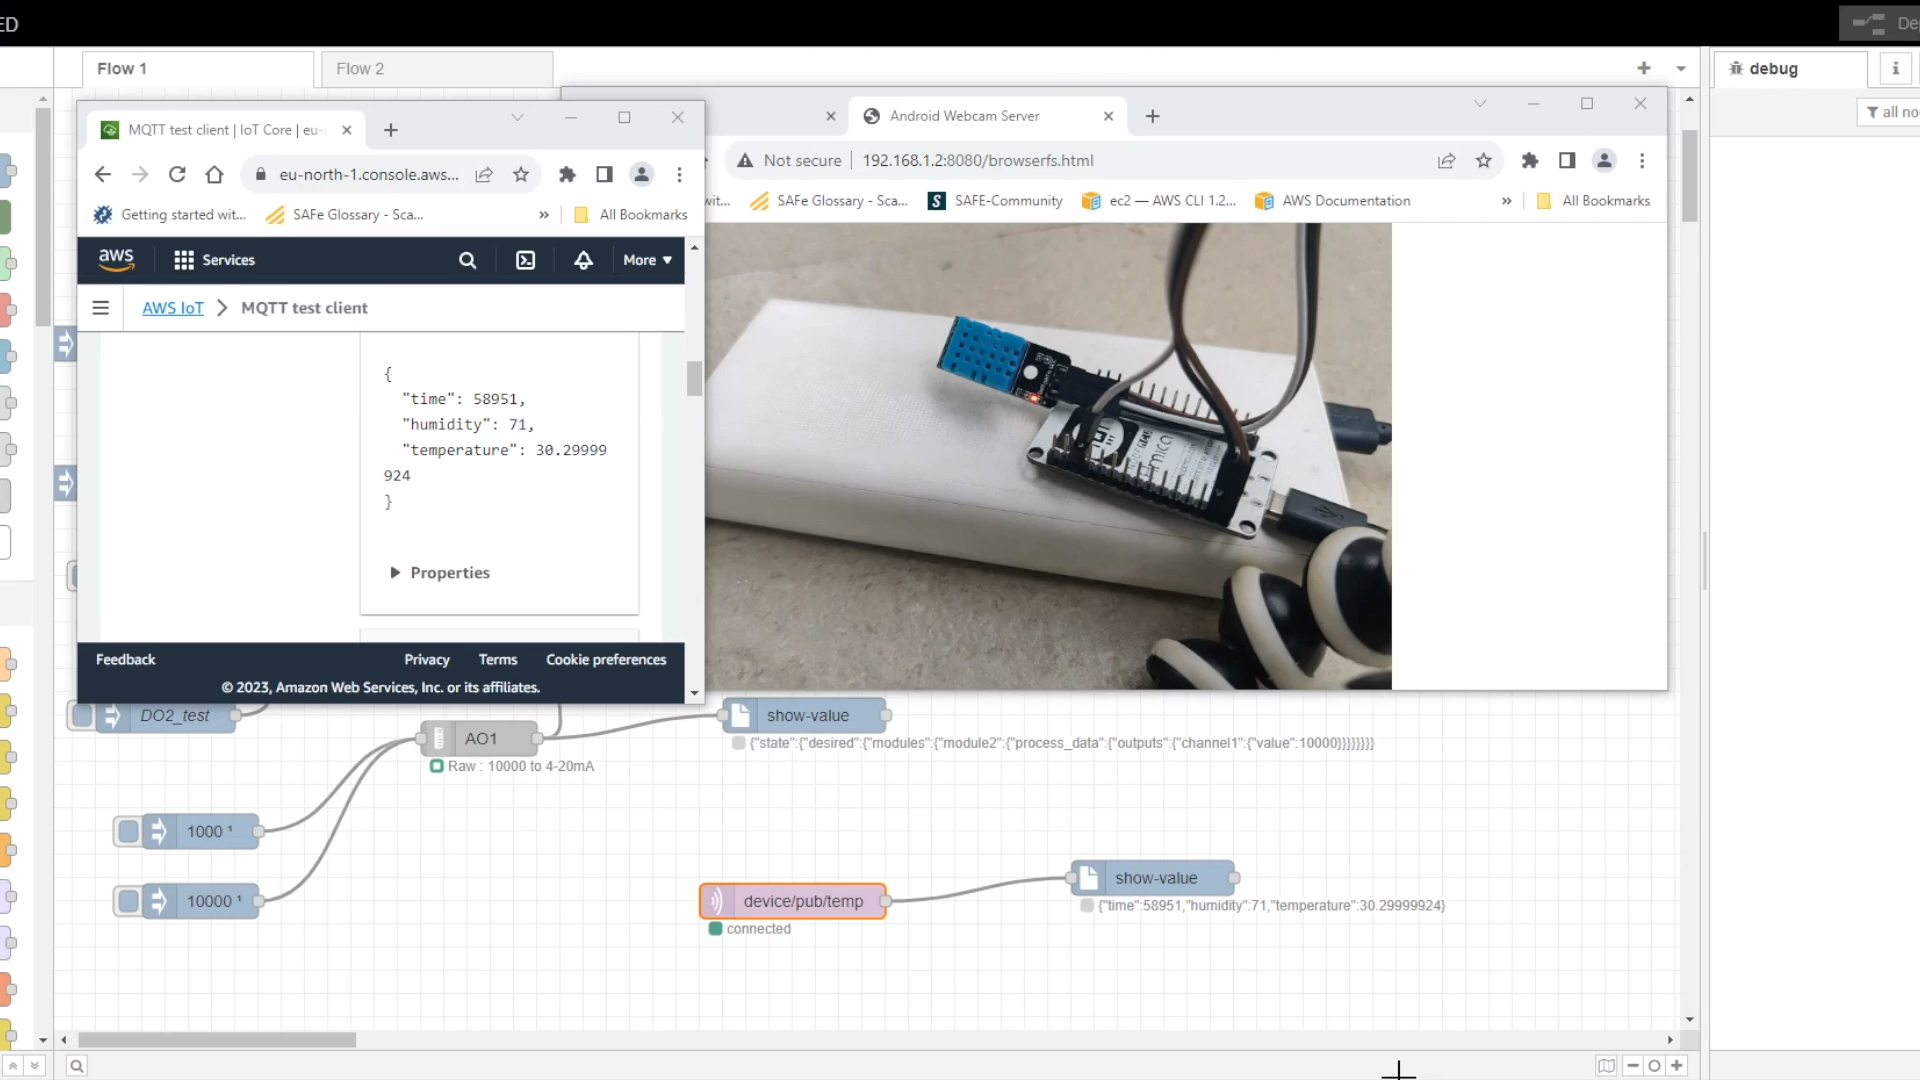 ED
De
Flow 1
Flow 2
debug
i
all no
MQTT test client | IoT Core | eu-
Android Webcam Server
Not secure
192.168.1.2:8080/browserfs.html
eu-north-1.console.aws...
wit...
SAFe Glossary - Sca...
S
SAFE-Community
ec2 — AWS CLI 1.2...
AWS Documentation
»
All Bookmarks
Getting started wit...
SAFe Glossary - Sca...
»
All Bookmarks
aws
Services
More
AWS IoT
MQTT test client
{
"time": 58951,
"humidity": 71,
"temperature": 30.29999
924
}
Properties
Feedback
Privacy
Terms
Cookie preferences
© 2023, Amazon Web Services, Inc. or its affiliates.
DO2_test
AO1
Raw : 10000 to 4-20mA
show-value
{"state":{"desired":{"modules":{"module2":{"process_data":{"outputs":{"channel1":{"value":10000}}}}}}}}
1000 ¹
10000 ¹
device/pub/temp
connected
show-value
{"time":58951,"humidity":71,"temperature":30.29999924}